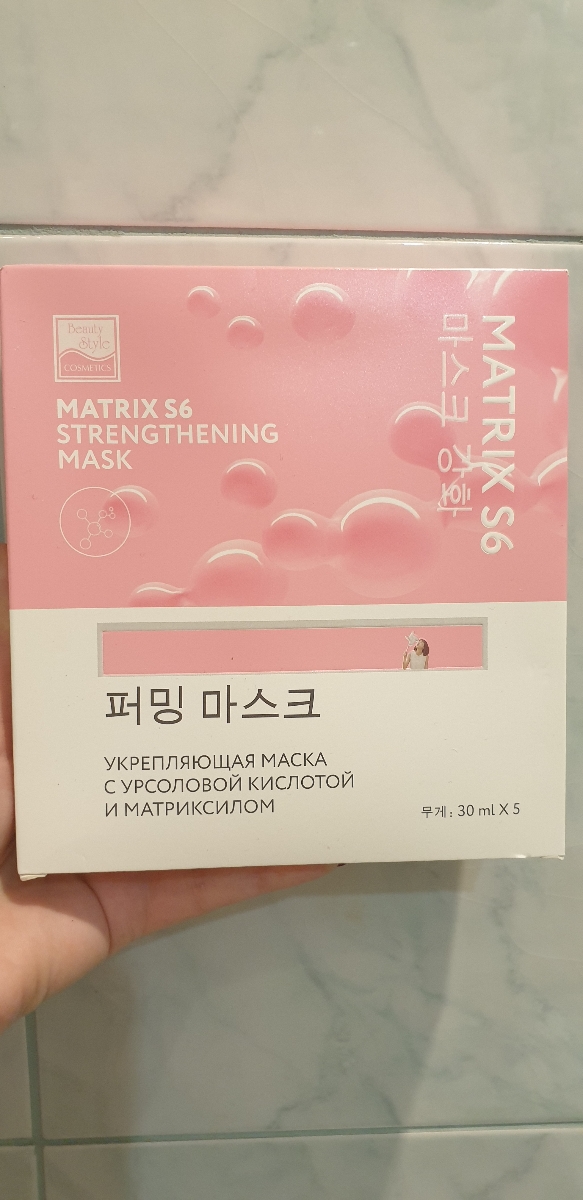 Beauty
Style
COSMETICS
MATRIX S6
STRENGTHENING
MASK
MATRIX S6
마스크 강화
퍼밍 마스크
УКРЕПЛЯЮЩАЯ МАСКА
С УРСОЛОВОЙ КИСЛОТОЙ
И МАТРИКСИЛОМ
무게: 30 ml X 5